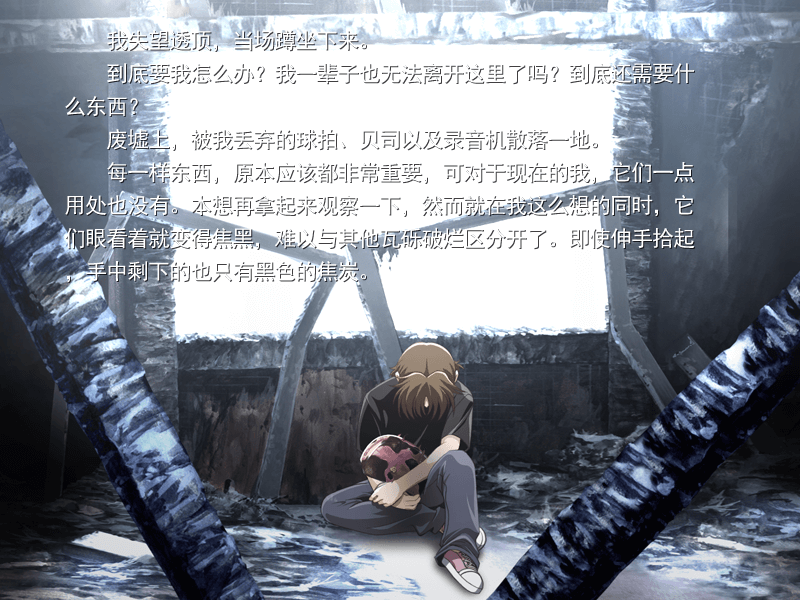 我失望透顶，当场蹲坐下来。
到底要我怎么办？我一辈子也无法离开这里了吗？到底还需要什
么东西？
废墟上，被我丢弃的球拍、贝司以及录音机散落一地。
每一样东西，原本应该都非常重要，可对于现在的我，它们一点
用处也没有。本想再拿起来观察一下，然而就在我这么想的同时，它
们眼看着就变得焦黑，难以与其他瓦砾破烂区分开了。即使伸手拾起
，手中剩下的也只有黑色的焦炭。